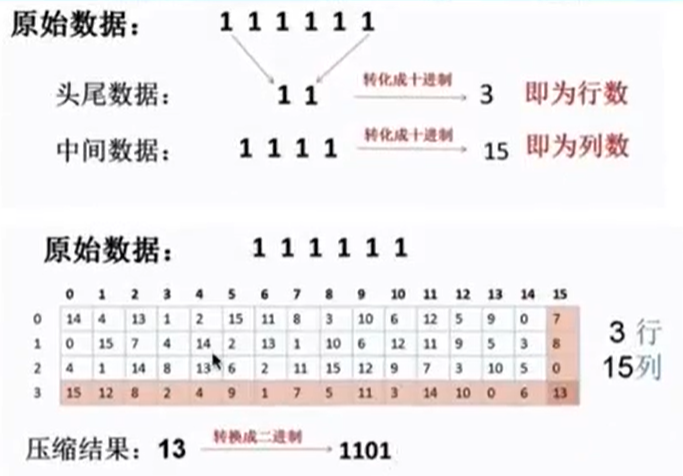 原始数据： 1 1 1 1 1 1
头尾数据： 1 1 转化成十进制 3 即为行数
中间数据： 1 1 1 1 转化成十进制 15 即为列数
原始数据： 1 1 1 1 1 1
0 1 2 3 4 5 6 7 8 9 10 11 12 13 14 15
0 14 4 13 1 2 15 11 8 3 10 6 12 5 9 0 7
1 0 15 7 4 14 2 13 1 10 6 12 11 9 5 3 8
2 4 1 14 8 13 6 2 11 15 12 9 7 3 10 5 0
3 15 12 8 2 4 9 1 7 5 11 3 14 10 0 6 13
3 行
15列
压缩结果：13 转换成二进制 1101